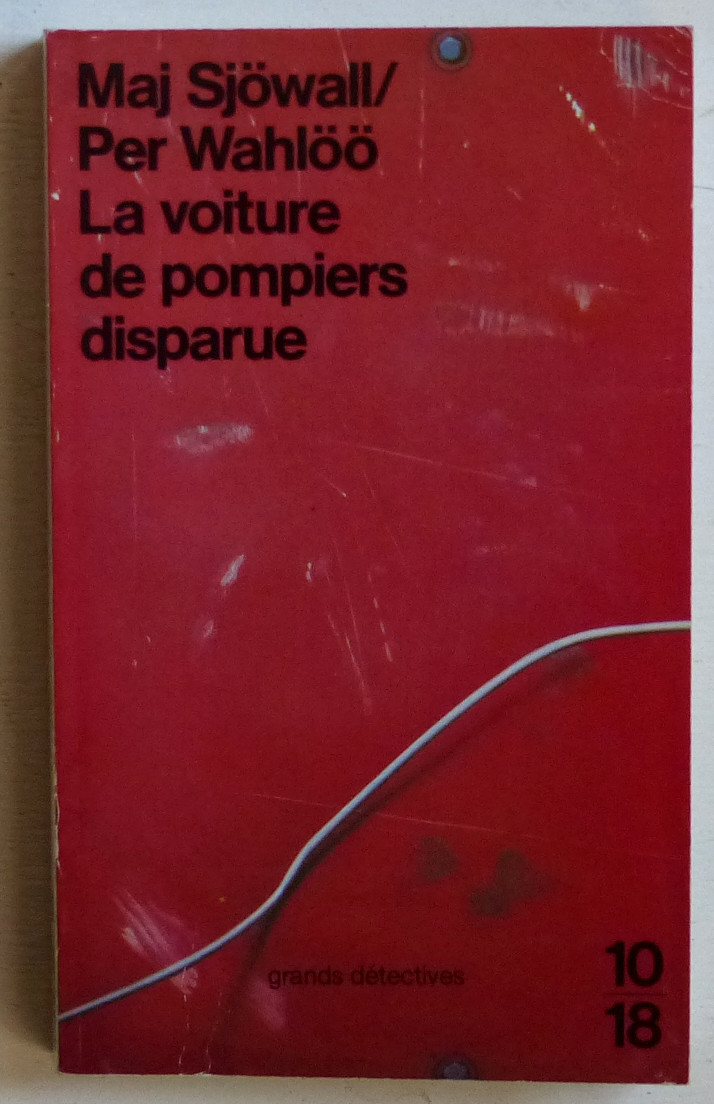 Maj Sjöwall/
Per Wahlöö
La voiture
de pompiers
disparue
grands détectives
10
18